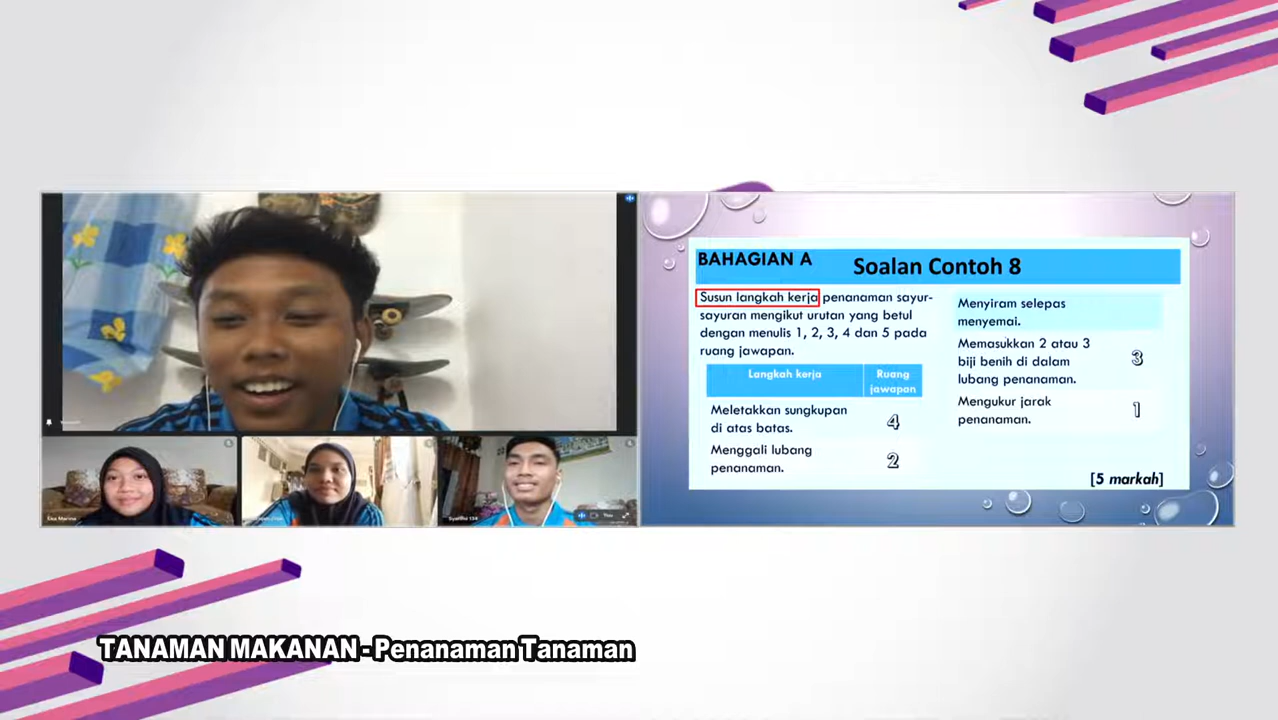 BAHAGIAN A
Soalan Contoh 8
Susun langkah kerja penanaman sayur-
sayuran mengikut urutan yang betul
dengan menulis 1, 2, 3, 4 dan 5 pada
ruang jawapan.
Langkah kerja
Ruang
jawapan
Meletakkan sungkupan
di atas batas.
4
Menggali lubang
penanaman.
2
Menyiram selepas
menyemai.
Memasukkan 2 atau 3
biji benih di dalam
lubang penanaman.
3
Mengukur jarak
penanaman.
1
[5 markah]
You
TANAMAN MAKANAN - Penanaman Tanaman